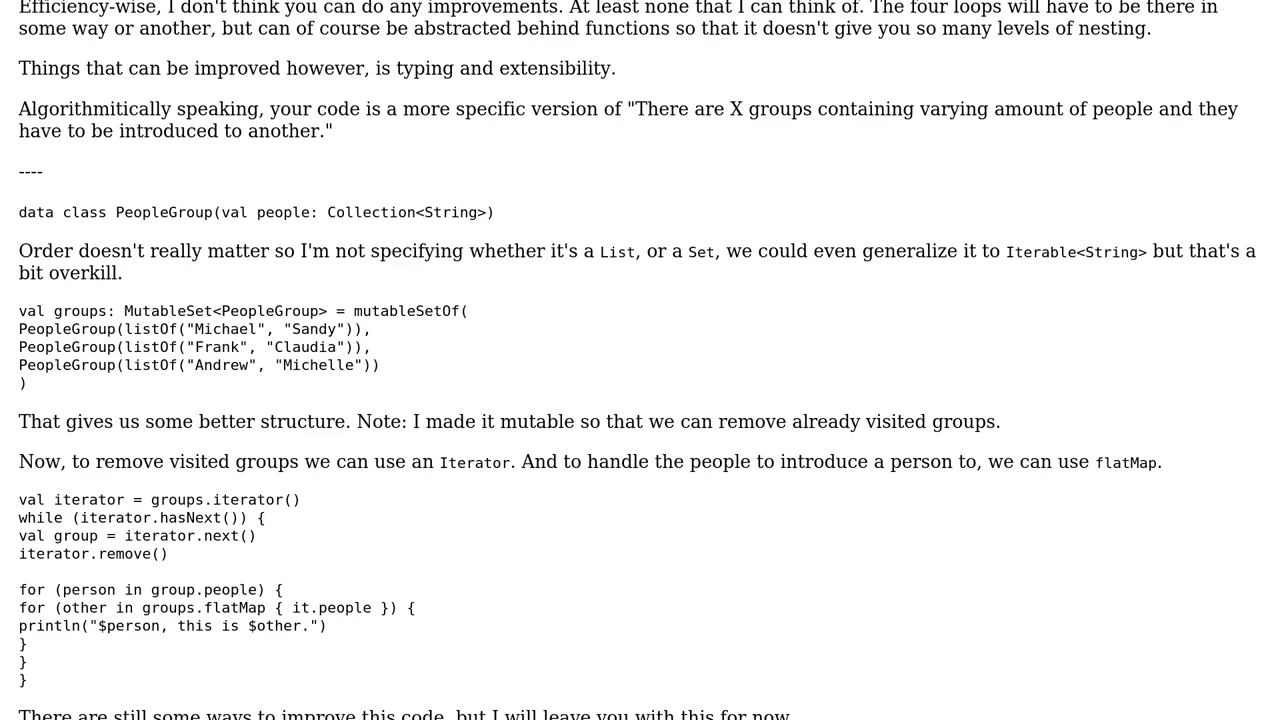 Efficiency-wise, I don't think you can do any improvements. At least none that I can think of. The four loops will have to be there in
some way or another, but can of course be abstracted behind functions so that it doesn't give you so many levels of nesting.
Things that can be improved however, is typing and extensibility.
Algorithmitically speaking, your code is a more specific version of "There are X groups containing varying amount of people and they
have to be introduced to another."
----
data class PeopleGroup(val people: Collection<String>)
Order doesn't really matter so I'm not specifying whether it's a List, or a Set, we could even generalize it to Iterable<String> but that's a
bit overkill.
val groups: MutableSet<PeopleGroup> = mutableSetOf(
PeopleGroup(listOf("Michael", "Sandy")),
PeopleGroup(listOf("Frank", "Claudia")),
PeopleGroup(listOf("Andrew", "Michelle"))
)
That gives us some better structure. Note: I made it mutable so that we can remove already visited groups.
Now, to remove visited groups we can use an Iterator. And to handle the people to introduce a person to, we can use flatMap.
val iterator = groups.iterator()
while (iterator.hasNext()) {
val group = iterator.next()
iterator.remove()
for (person in group.people) {
for (other in groups.flatMap { it.people }) {
println("$person, this is $other.")
}
}
}
There are still some ways to improve this code, but I will leave you with this for now.